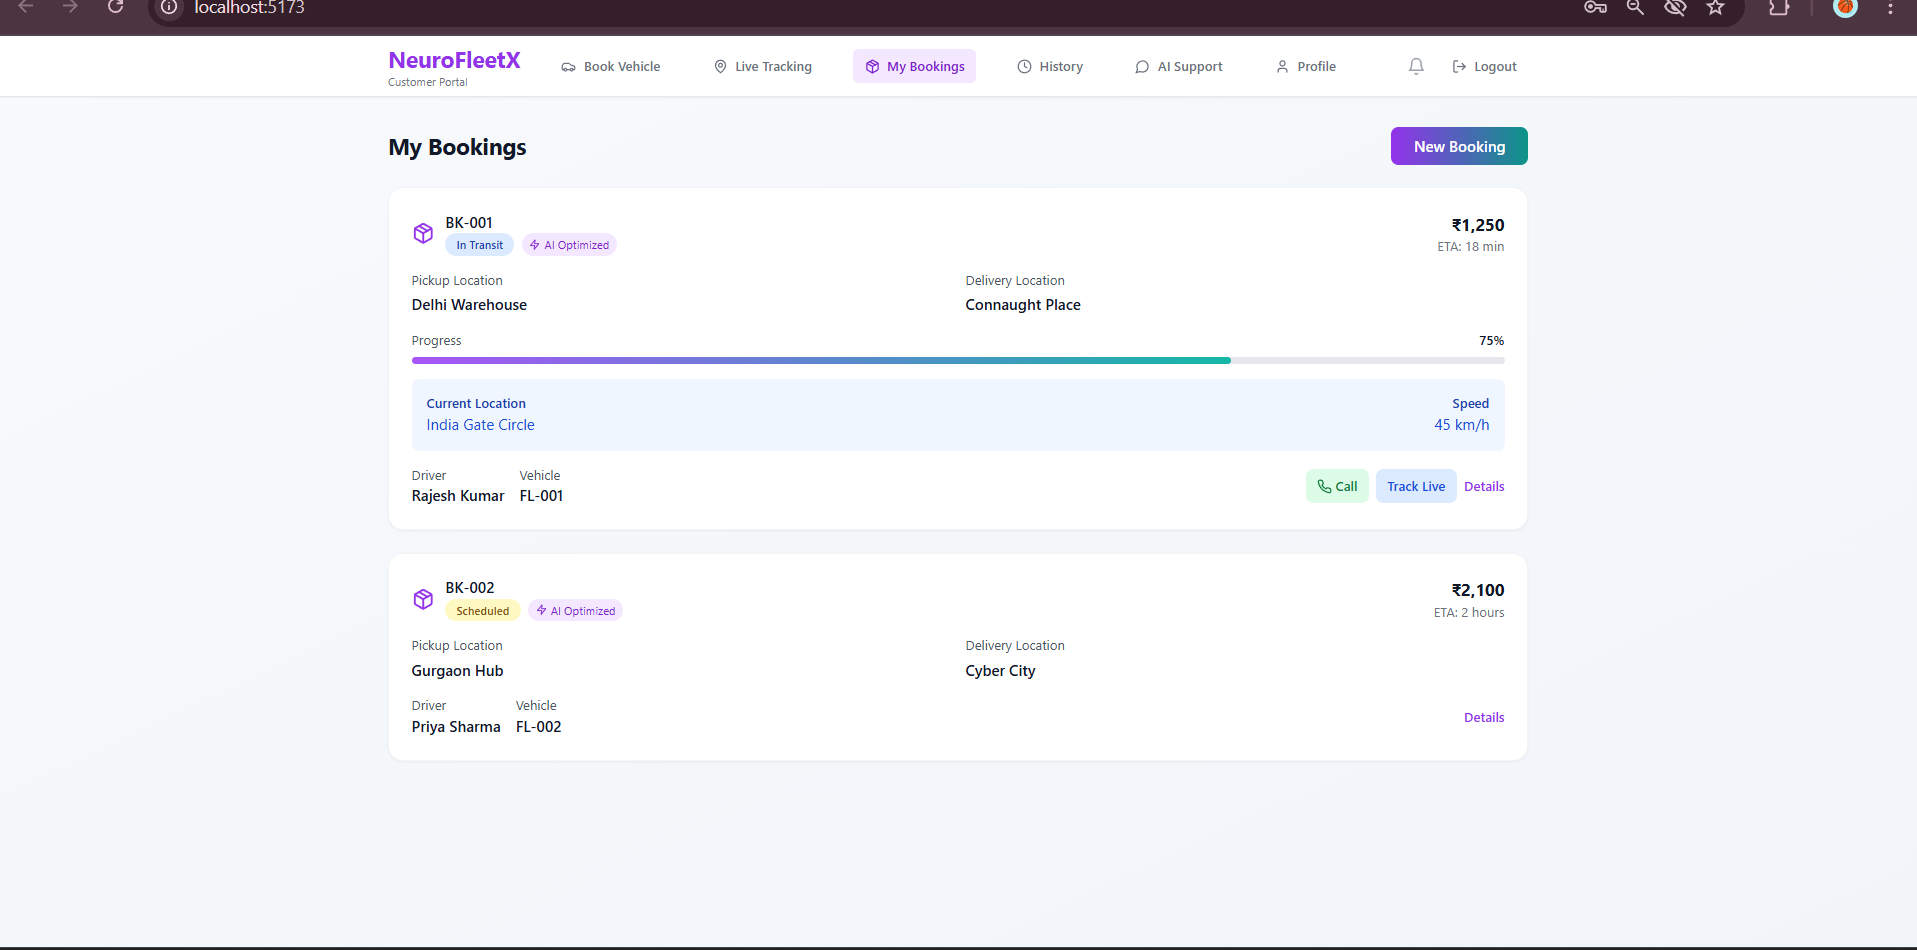 localhost:5173
NeuroFleetX
Customer Portal
Book Vehicle
Live Tracking
My Bookings
History
AI Support
Profile
Logout
My Bookings
New Booking
BK-001
In Transit
AI Optimized
₹1,250
ETA: 18 min
Pickup Location
Delhi Warehouse
Delivery Location
Connaught Place
Progress
75%
Current Location
India Gate Circle
Speed
45 km/h
Driver
Rajesh Kumar
Vehicle
FL-001
Call
Track Live
Details
BK-002
Scheduled
AI Optimized
₹2,100
ETA: 2 hours
Pickup Location
Gurgaon Hub
Delivery Location
Cyber City
Driver
Priya Sharma
Vehicle
FL-002
Details